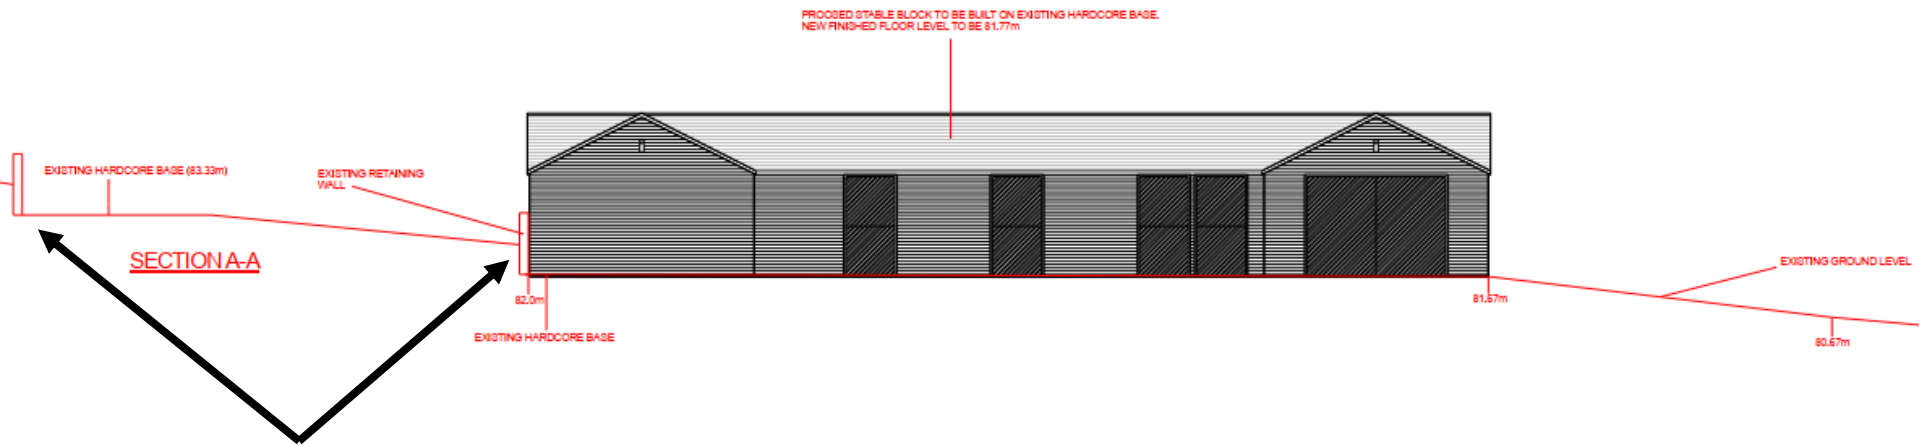 PROOSED STABLE BLOCK TO BE BUILT ON EXISTING HARDCORE BASE.
NEW FINISHED FLOOR LEVEL TO BE 81.77m
EXISTING HARDCORE BASE (83.33m)
EXISTING RETAINING
WALL
SECTION A-A
EXISTING GROUND LEVEL
82.0m
81.67m
EXISTING HARDCORE BASE
80.67m